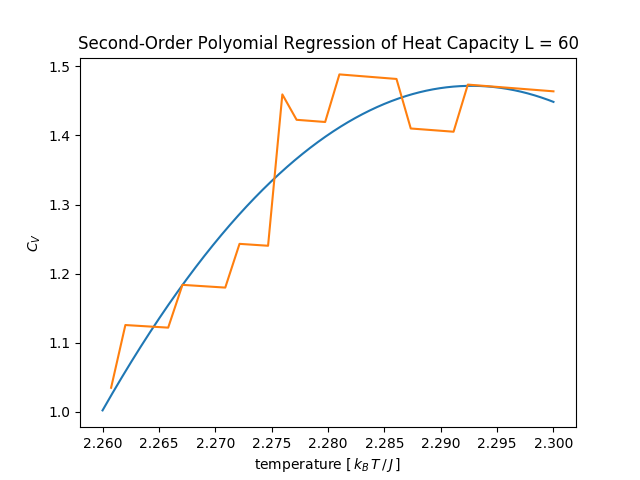 Second-Order Polyomial Regression of Heat Capacity L = 60
1.5
1.4
1.3
1.2
1.1
1.0
C_V
2.260 2.265 2.270 2.275 2.280 2.285 2.290 2.295 2.300
temperature [ k_B T / J ]